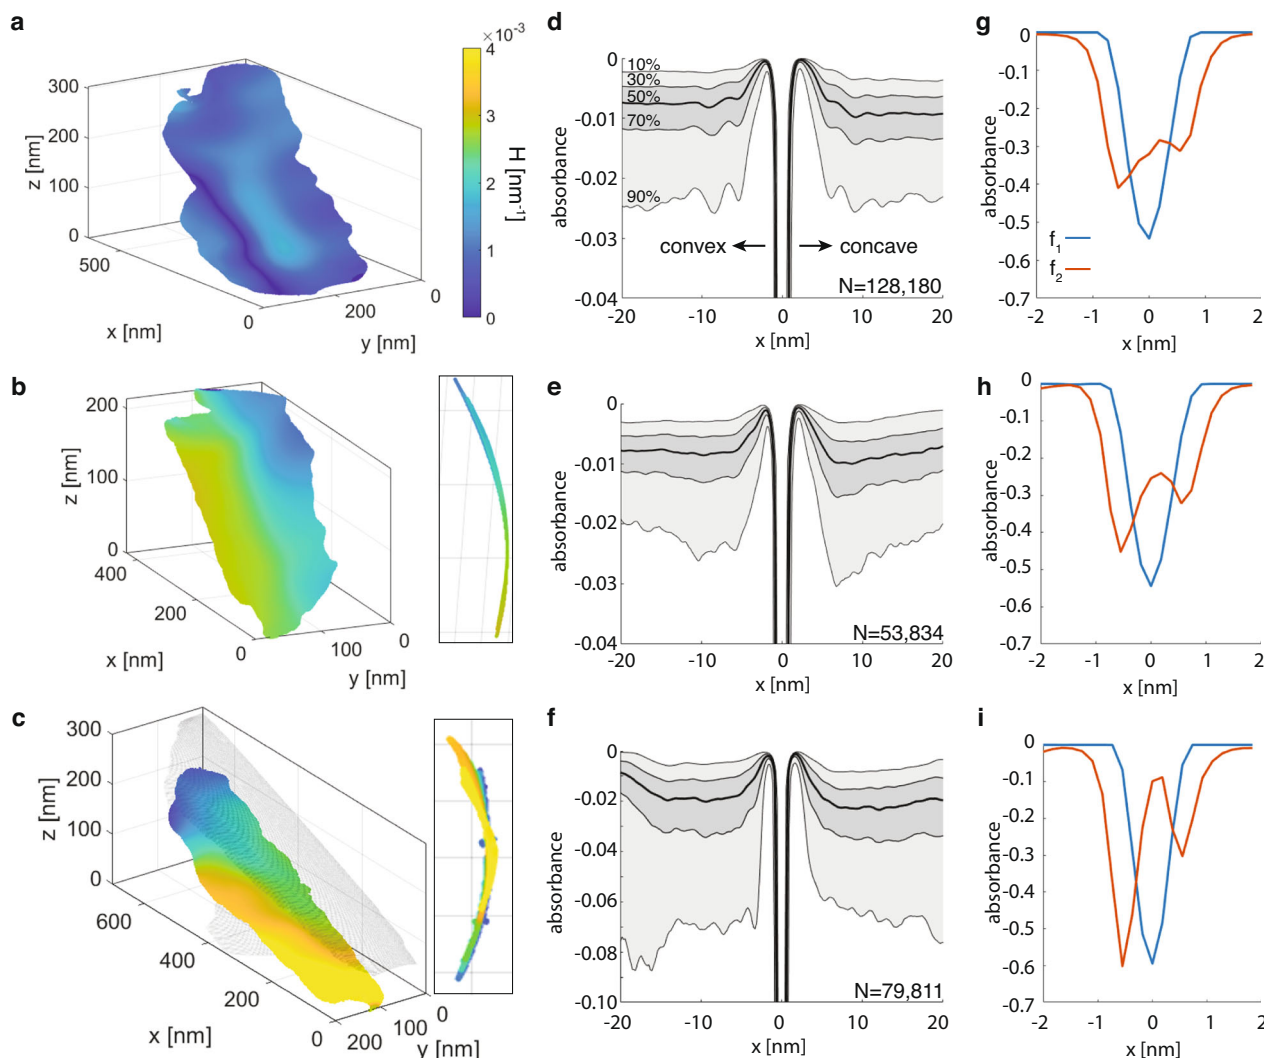 a
×10⁻³
4
3
2
1
0
H [nm⁻¹]
300
200
100
0
z [nm]
500
0
x [nm]
200
0
y [nm]
d
0
-0.01
-0.02
-0.03
-0.04
absorbance
10%
30%
50%
70%
90%
convex
concave
N=128,180
-20
-10
0
10
20
x [nm]
g
0
-0.1
-0.2
-0.3
-0.4
-0.5
-0.6
-0.7
absorbance
f₁
f₂
-2
-1
0
1
2
x [nm]
b
200
100
0
z [nm]
400
200
0
x [nm]
100
0
y [nm]
e
0
-0.01
-0.02
-0.03
-0.04
absorbance
N=53,834
-20
-10
0
10
20
x [nm]
h
0
-0.1
-0.2
-0.3
-0.4
-0.5
-0.6
-0.7
absorbance
-2
-1
0
1
2
x [nm]
c
300
200
100
0
z [nm]
600
400
200
0
x [nm]
200
100
0
y [nm]
f
0
-0.02
-0.04
-0.06
-0.08
-0.10
absorbance
N=79,811
-20
-10
0
10
20
x [nm]
i
0
-0.1
-0.2
-0.3
-0.4
-0.5
-0.6
-0.7
absorbance
-2
-1
0
1
2
x [nm]